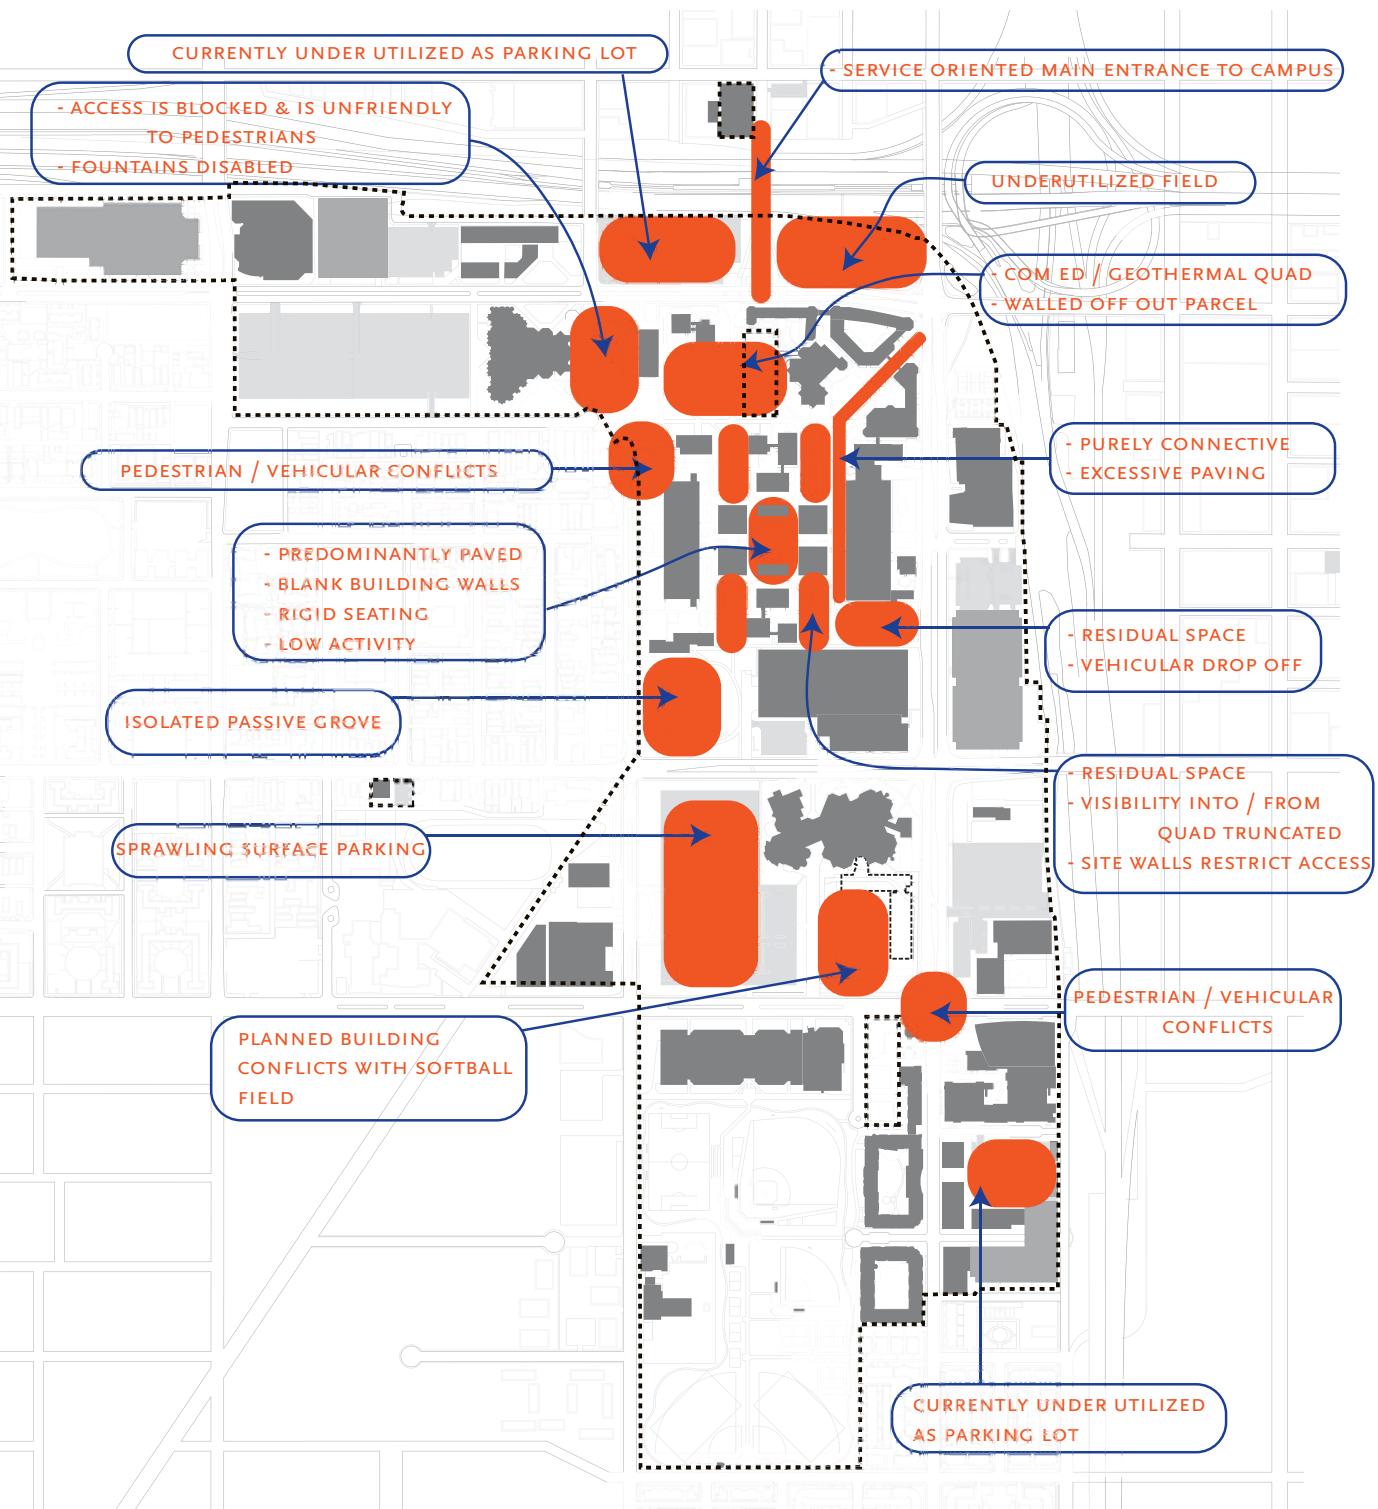 CURRENTLY UNDER UTILIZED AS PARKING LOT
- SERVICE ORIENTED MAIN ENTRANCE TO CAMPUS
- ACCESS IS BLOCKED & IS UNFRIENDLY
TO PEDESTRIANS
- FOUNTAINS DISABLED
UNDERUTILIZED FIELD
- COM ED / GEOTHERMAL QUAD
- WALLED OFF OUT PARCEL
- PURELY CONNECTIVE
- EXCESSIVE PAVING
PEDESTRIAN / VEHICULAR CONFLICTS
- PREDOMINANTLY PAVED
- BLANK BUILDING WALLS
- RIGID SEATING
- LOW ACTIVITY
- RESIDUAL SPACE
- VEHICULAR DROP OFF
ISOLATED PASSIVE GROVE
- RESIDUAL SPACE
- VISIBILITY INTO / FROM
QUAD TRUNCATED
- SITE WALLS RESTRICT ACCESS
SPRAWLING SURFACE PARKING
PEDESTRIAN / VEHICULAR
CONFLICTS
PLANNED BUILDING
CONFLICTS WITH SOFTBALL
FIELD
CURRENTLY UNDER UTILIZED
AS PARKING LOT